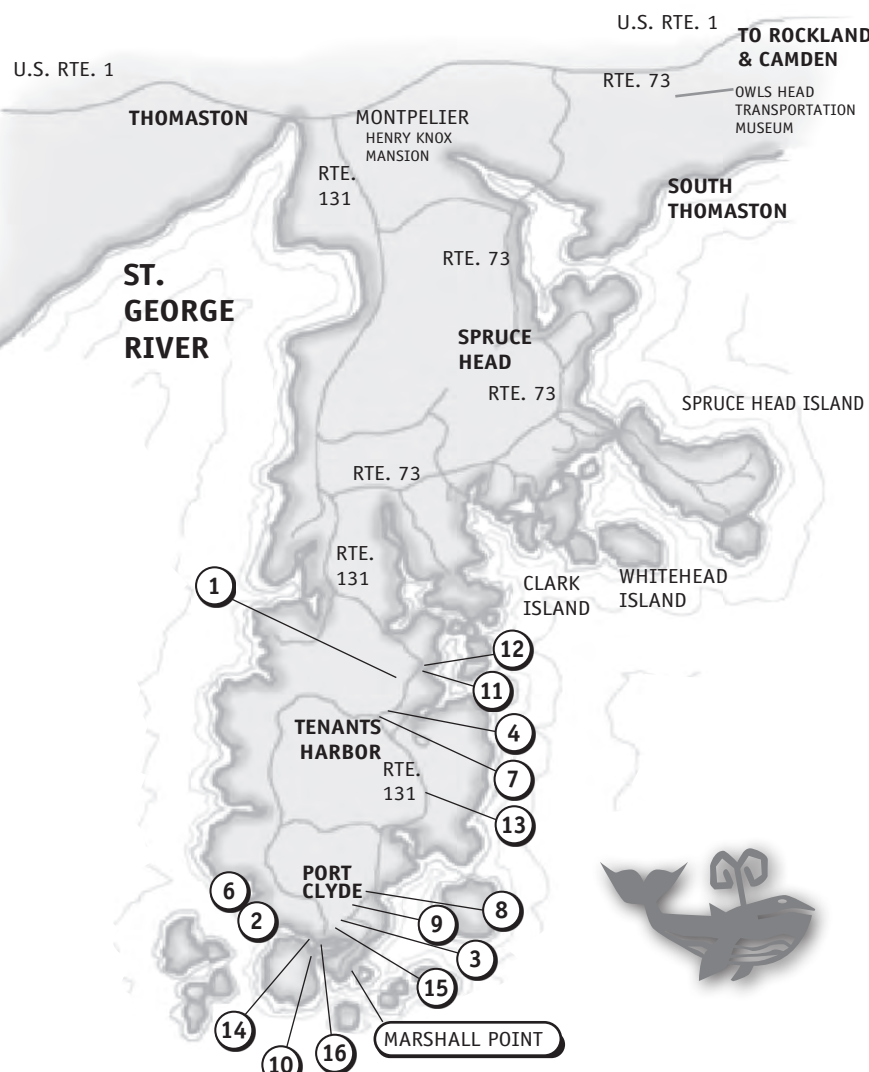 U.S. RTE. 1
TO ROCKLAND
& CAMDEN
U.S. RTE. 1
RTE. 73
OWLS HEAD
TRANSPORTATION
MUSEUM
THOMASTON
MONTPELIER
HENRY KNOX
MANSION
RTE.
131
SOUTH
THOMASTON
ST.
GEORGE
RIVER
RTE. 73
SPRUCE
HEAD
RTE. 73
SPRUCE HEAD ISLAND
RTE. 73
RTE.
131
CLARK
ISLAND
WHITEHEAD
ISLAND
1
12
11
4
TENANTS
HARBOR
7
RTE.
131
13
PORT
CLYDE
6
2
8
9
3
15
14
10
16
MARSHALL POINT